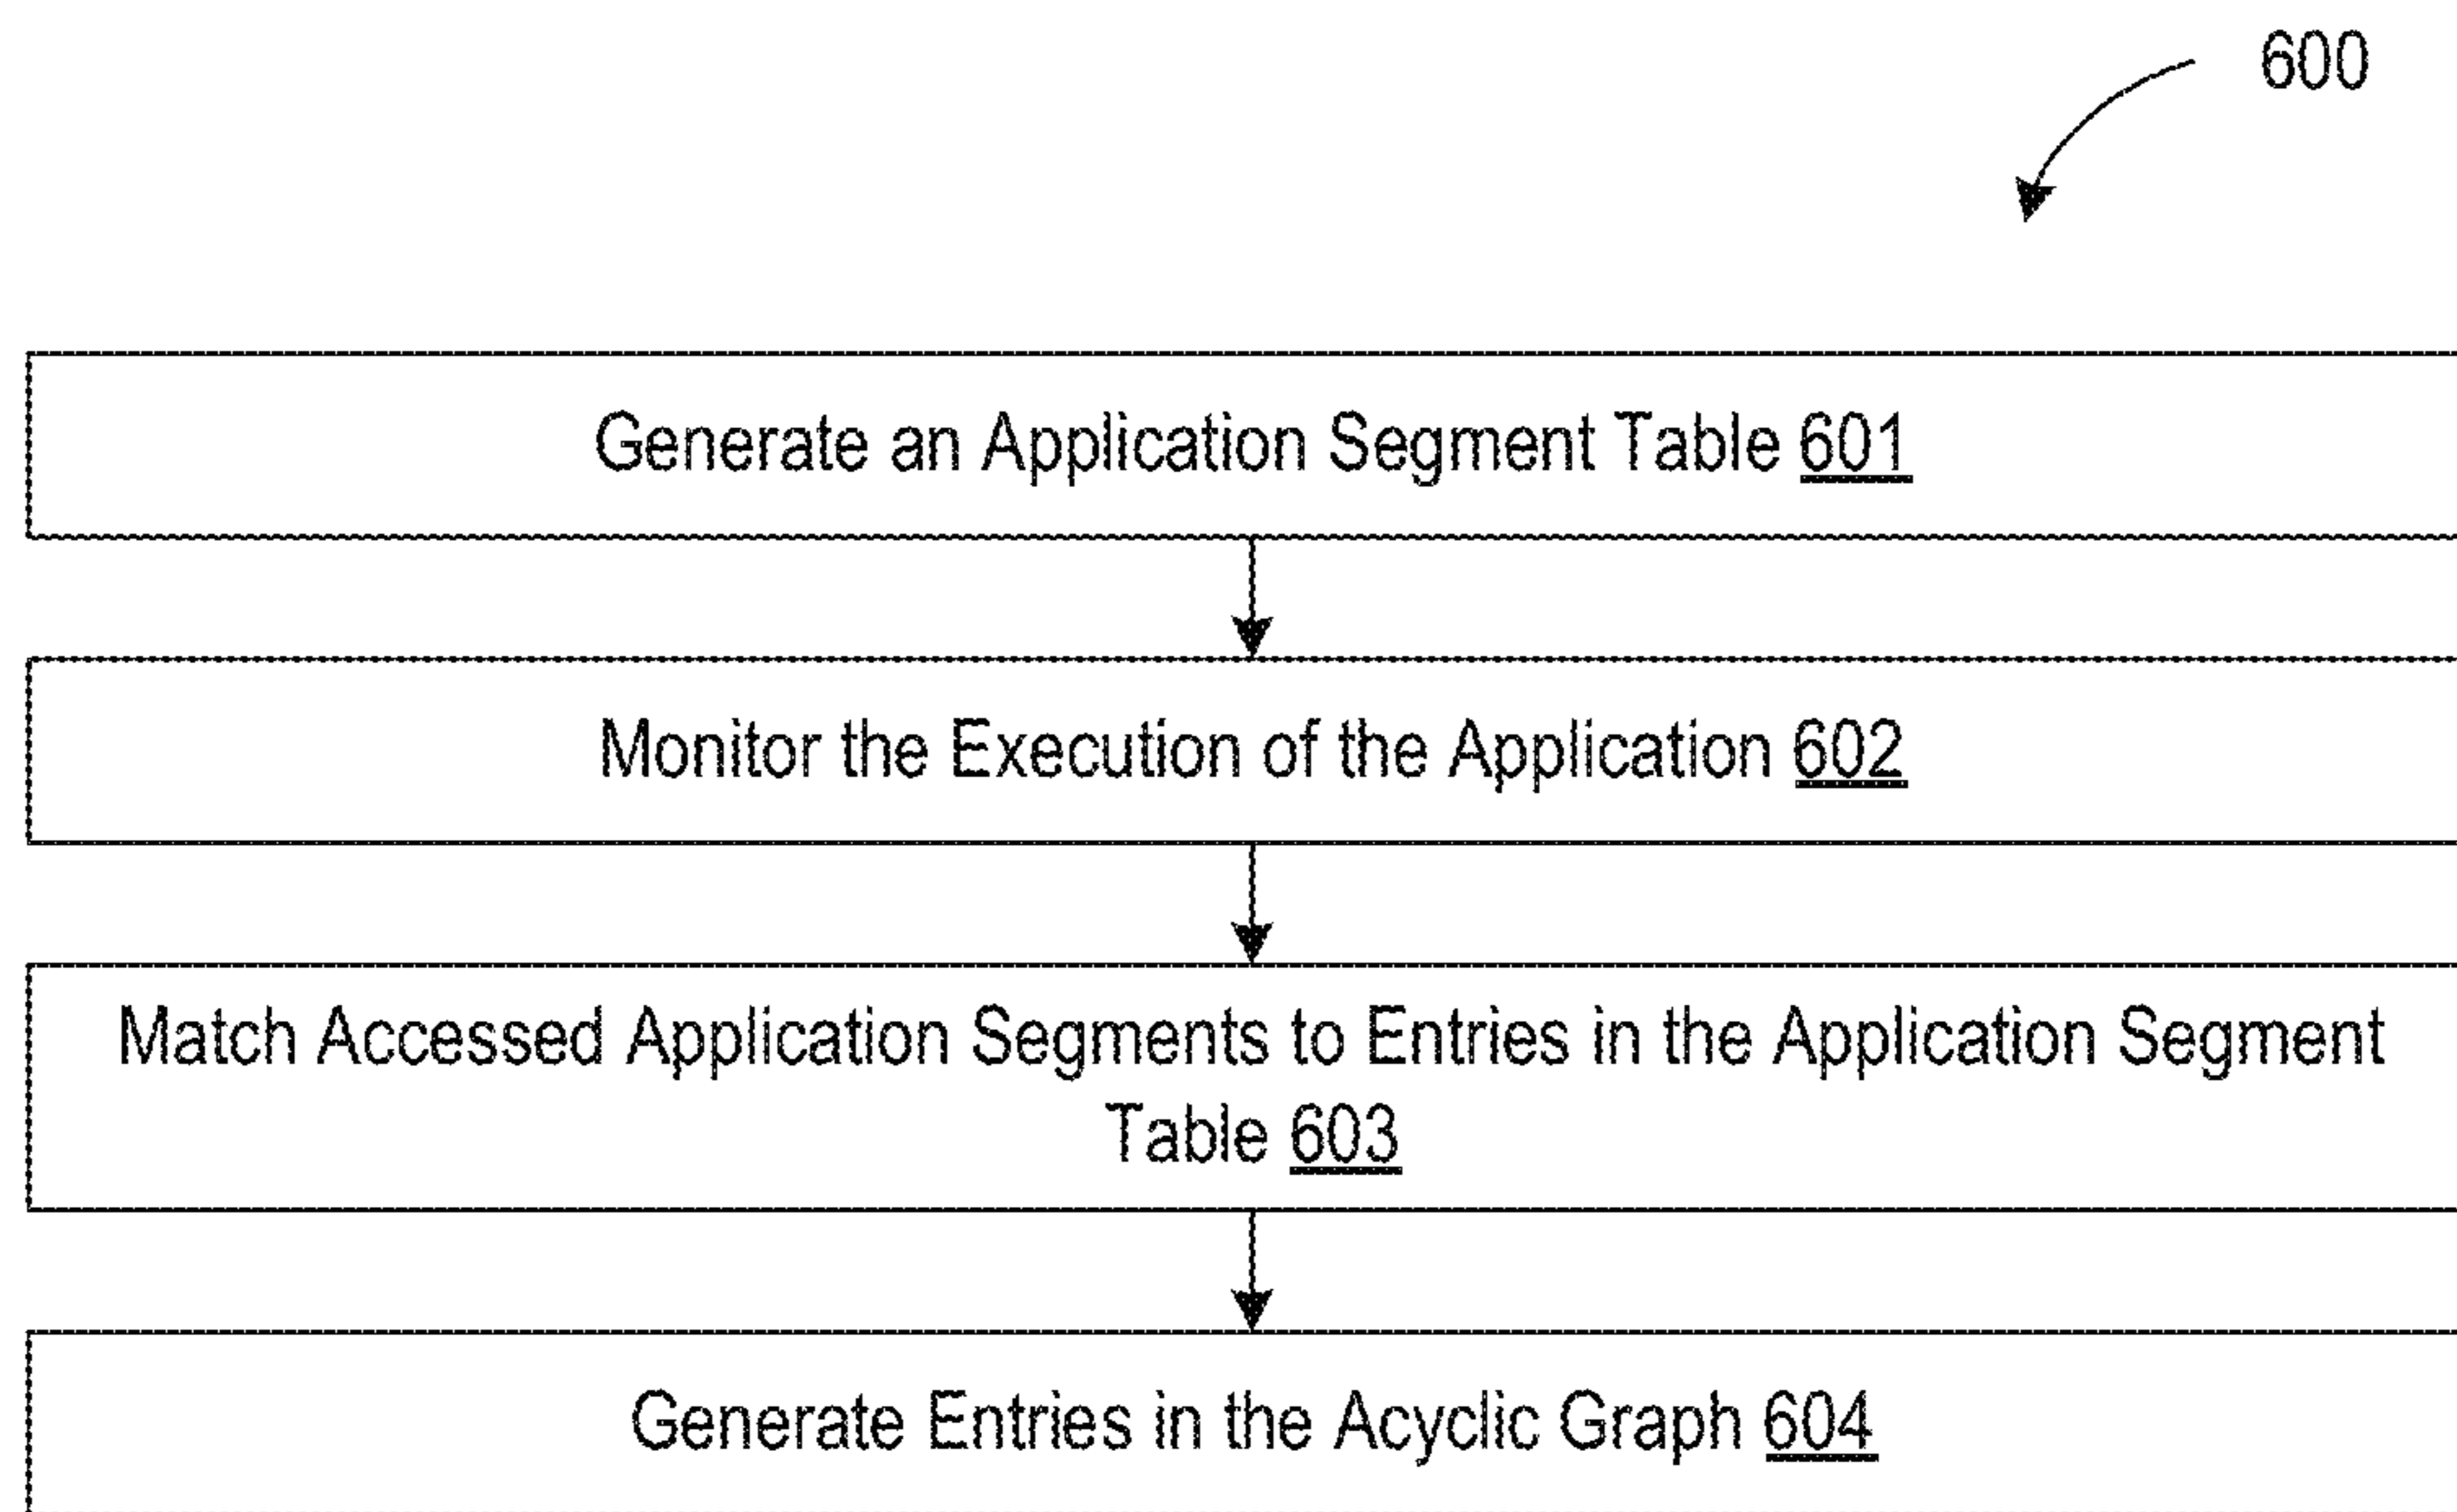 600
Generate an Application Segment Table 601
Monitor the Execution of the Application 602
Match Accessed Application Segments to Entries in the Application Segment
Table 603
Generate Entries in the Acyclic Graph 604